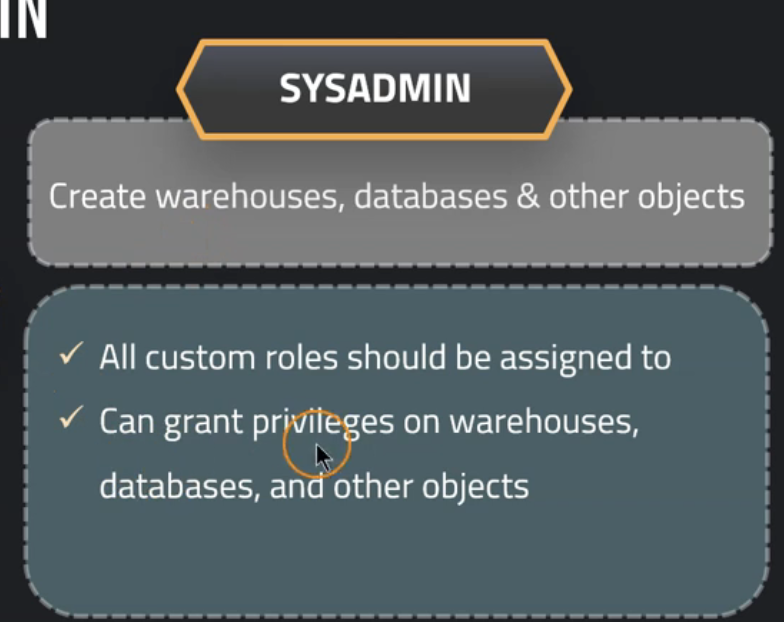 IN
SYSADMIN
Create warehouses, databases & other objects
✓ All custom roles should be assigned to
✓ Can grant privileges on warehouses,
databases, and other objects